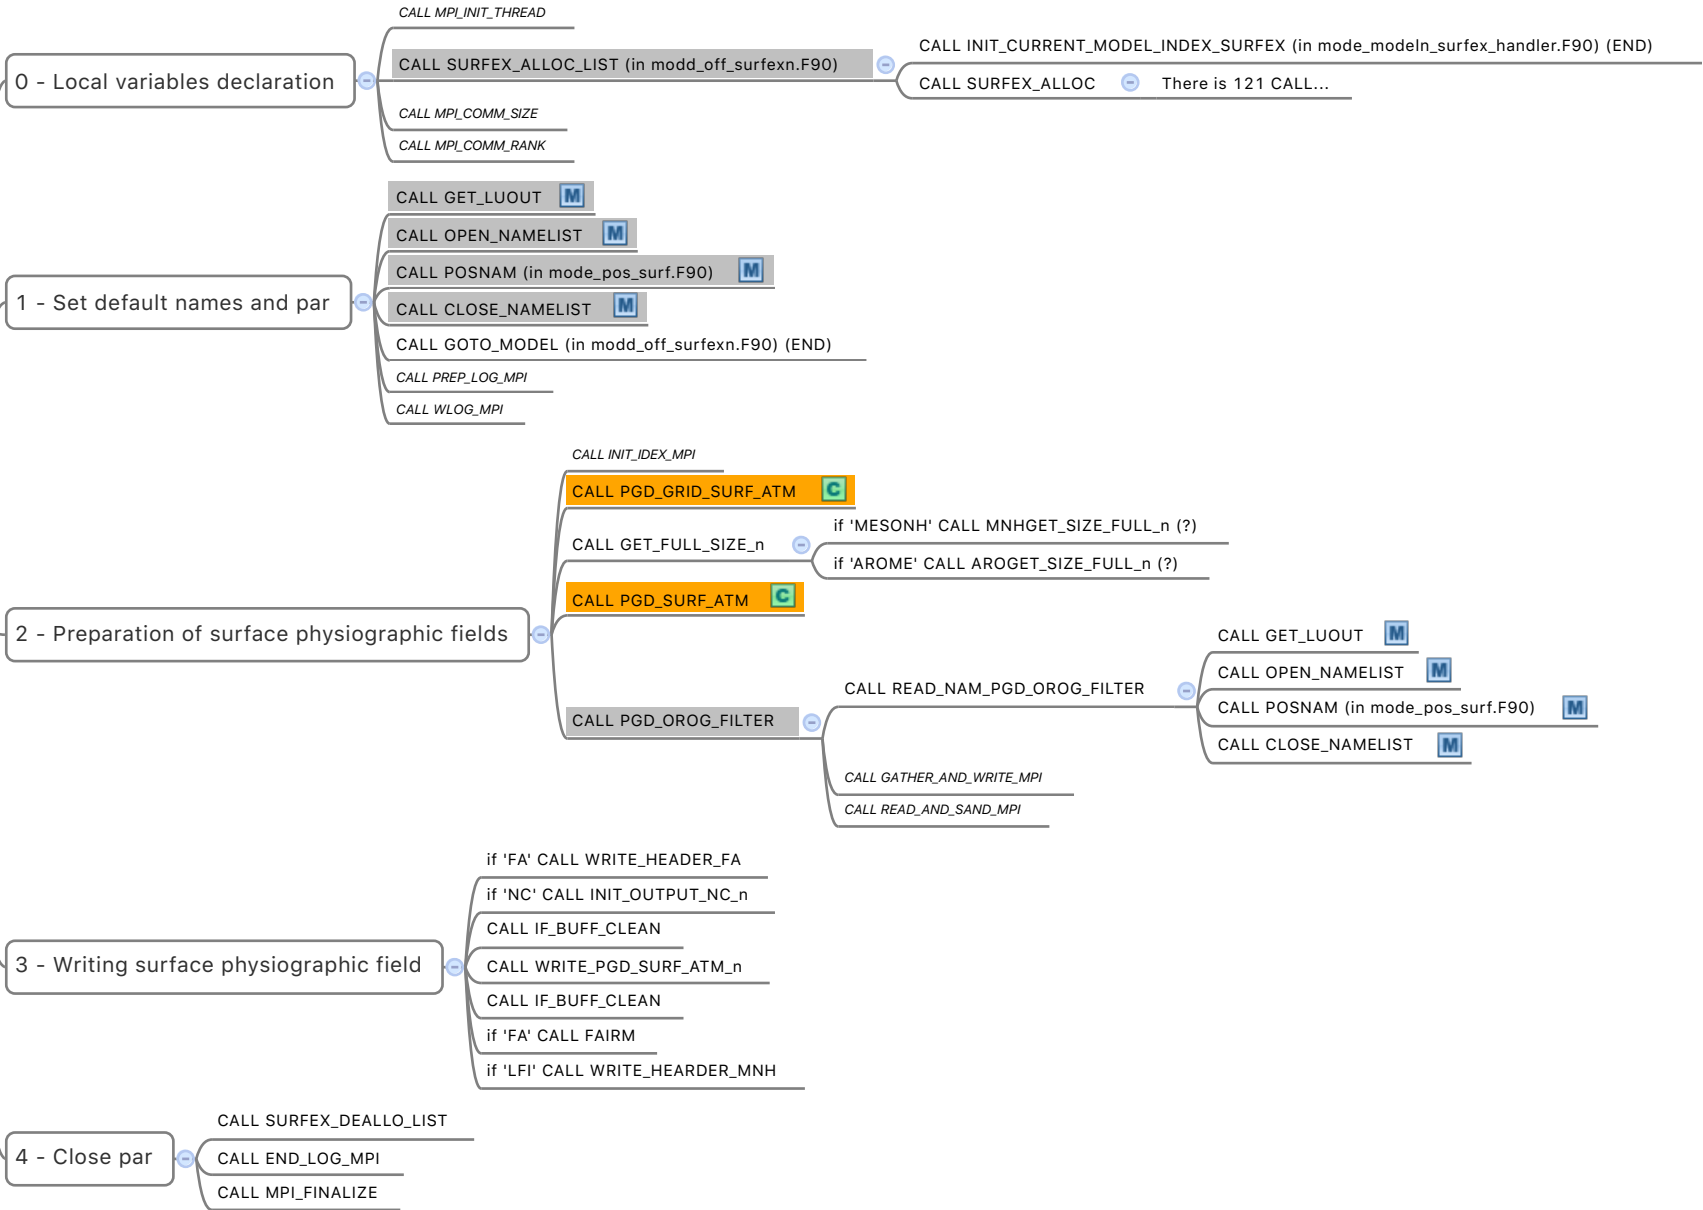 0 - Local variables declaration
CALL MPI_INIT_THREAD
CALL SURFEX_ALLOC_LIST (in modd_off_surfexn.F90)
CALL INIT_CURRENT_MODEL_INDEX_SURFEX (in mode_modeln_surfex_handler.F90) (END)
CALL SURFEX_ALLOC
There is 121 CALL...
CALL MPI_COMM_SIZE
CALL MPI_COMM_RANK
1 - Set default names and par
CALL GET_LUOUT M
CALL OPEN_NAMELIST M
CALL POSNAM (in mode_pos_surf.F90) M
CALL CLOSE_NAMELIST M
CALL GOTO_MODEL (in modd_off_surfexn.F90) (END)
CALL PREP_LOG_MPI
CALL WLOG_MPI
2 - Preparation of surface physiographic fields
CALL INIT_IDEX_MPI
CALL PGD_GRID_SURF_ATM C
CALL GET_FULL_SIZE_n
if 'MESONH' CALL MNHGET_SIZE_FULL_n (?)
if 'AROME' CALL AROGET_SIZE_FULL_n (?)
CALL PGD_SURF_ATM C
CALL PGD_OROG_FILTER
CALL READ_NAM_PGD_OROG_FILTER
CALL GET_LUOUT M
CALL OPEN_NAMELIST M
CALL POSNAM (in mode_pos_surf.F90) M
CALL CLOSE_NAMELIST M
CALL GATHER_AND_WRITE_MPI
CALL READ_AND_SAND_MPI
3 - Writing surface physiographic field
if 'FA' CALL WRITE_HEADER_FA
if 'NC' CALL INIT_OUTPUT_NC_n
CALL IF_BUFF_CLEAN
CALL WRITE_PGD_SURF_ATM_n
CALL IF_BUFF_CLEAN
if 'FA' CALL FAIRM
if 'LFI' CALL WRITE_HEARDER_MNH
4 - Close par
CALL SURFEX_DEALLO_LIST
CALL END_LOG_MPI
CALL MPI_FINALIZE